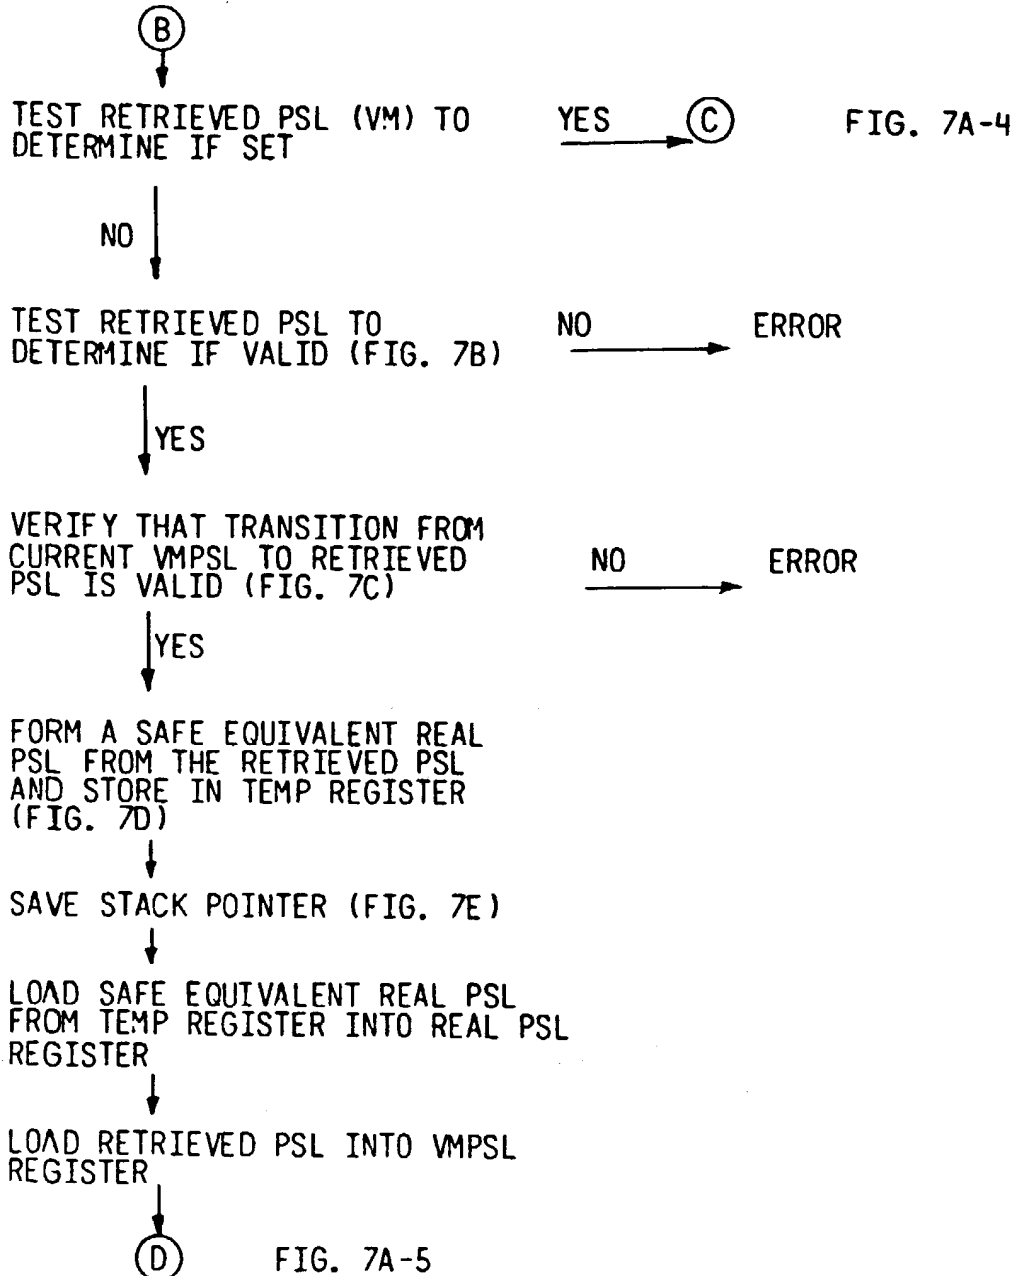 B
TEST RETRIEVED PSL (VM) TO
DETERMINE IF SET
YES
C
FIG. 7A-4
NO
TEST RETRIEVED PSL TO
DETERMINE IF VALID (FIG. 7B)
NO
ERROR
YES
VERIFY THAT TRANSITION FROM
CURRENT VMPSL TO RETRIEVED
PSL IS VALID (FIG. 7C)
NO
ERROR
YES
FORM A SAFE EQUIVALENT REAL
PSL FROM THE RETRIEVED PSL
AND STORE IN TEMP REGISTER
(FIG. 7D)
SAVE STACK POINTER (FIG. 7E)
LOAD SAFE EQUIVALENT REAL PSL
FROM TEMP REGISTER INTO REAL PSL
REGISTER
LOAD RETRIEVED PSL INTO VMPSL
REGISTER
D
FIG. 7A-5